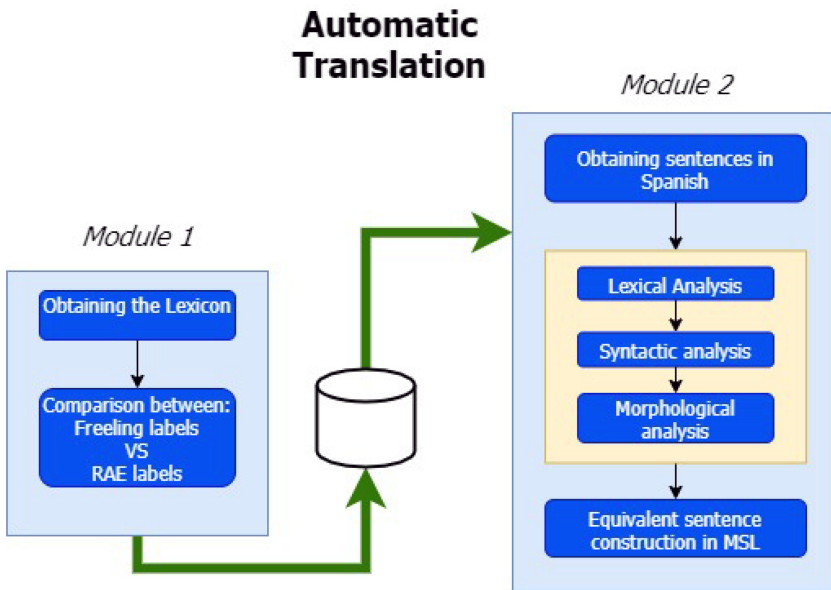 Automatic
Translation
Module 1
Obtaining the Lexicon
Comparison between:
Freeling labels
VS
RAE labels
Module 2
Obtaining sentences in
Spanish
Lexical Analysis
Syntactic analysis
Morphological
analysis
Equivalent sentence
construction in MSL